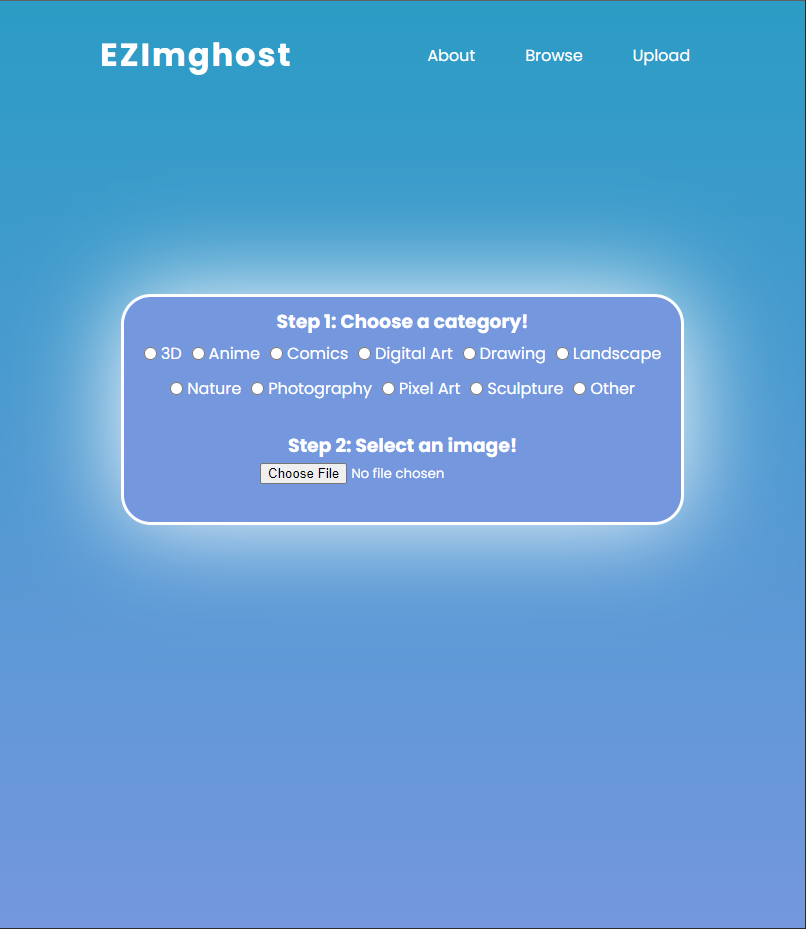 EZImghost About Browse Upload
Step 1: Choose a category!
3D Anime Comics Digital Art Drawing Landscape
Nature Photography Pixel Art Sculpture Other
Step 2: Select an image!
Choose File No file chosen